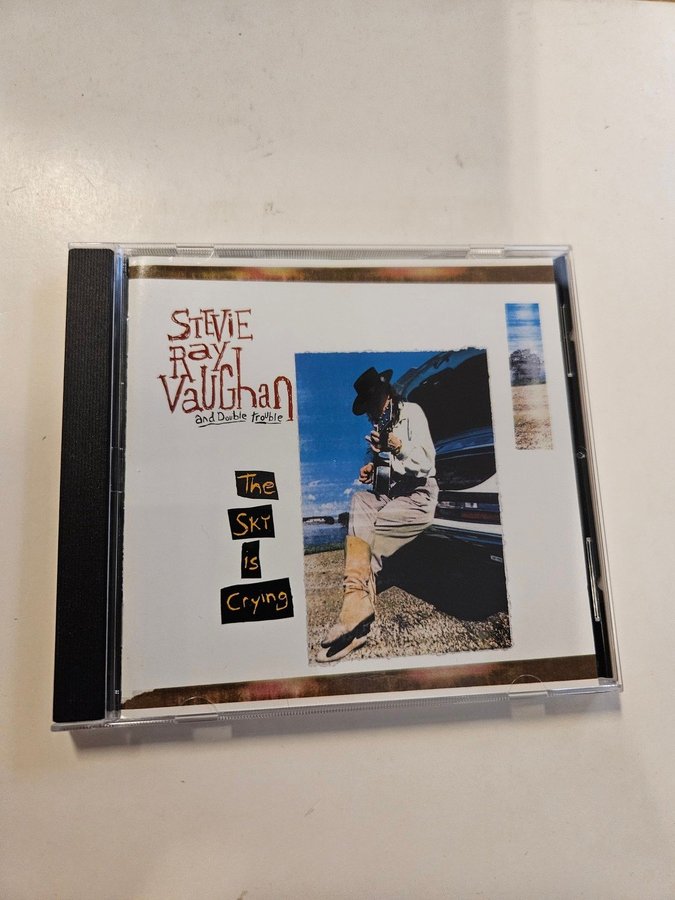 STEViE
RAY
VAUGhan
and Double trouble
The
SKY
is
Crying